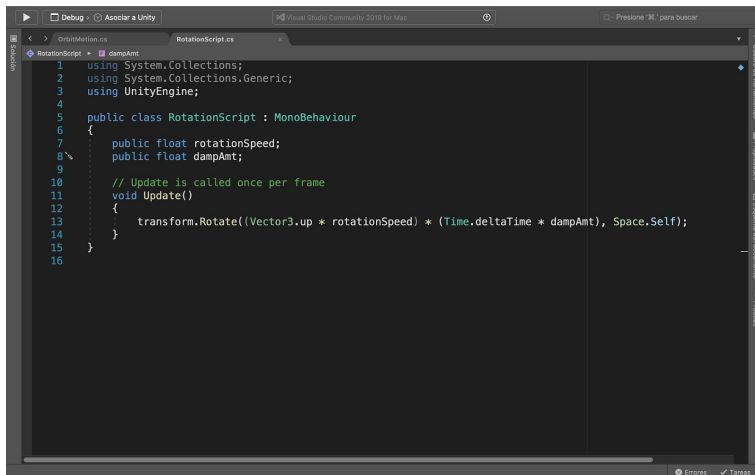 Debug › Asociar a Unity
Visual Studio Community 2019 for Mac
Presione '⌘.' para buscar
Solución
OrbitMotion.cs
RotationScript.cs
RotationScript ▸ dampAmt
1 using System.Collections;
2 using System.Collections.Generic;
3 using UnityEngine;
4
5 public class RotationScript : MonoBehaviour
6 {
7 public float rotationSpeed;
8 public float dampAmt;
9
10 // Update is called once per frame
11 void Update()
12 {
13 transform.Rotate((Vector3.up * rotationSpeed) * (Time.deltaTime * dampAmt), Space.Self);
14 }
15 }
16
Errores
Tareas